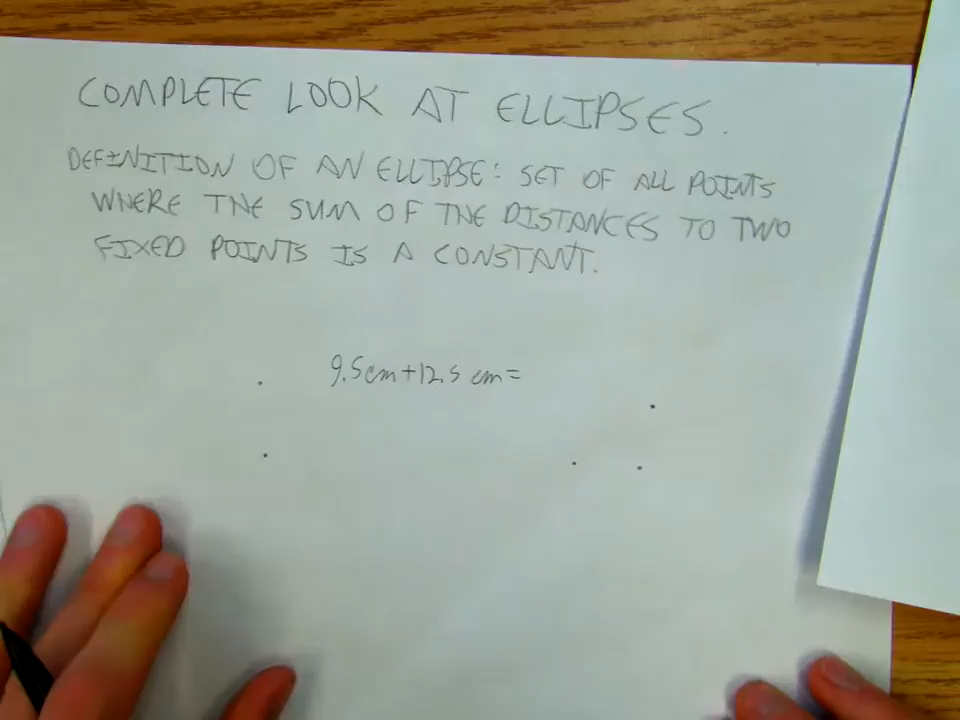 COMPLETE LOOK AT ELLIPSES.
DEFINITION OF AN ELLIPSE: SET OF ALL POINTS
WHERE THE SUM OF THE DISTANCES TO TWO
FIXED POINTS IS A CONSTANT.
9.5cm+12.5 cm=